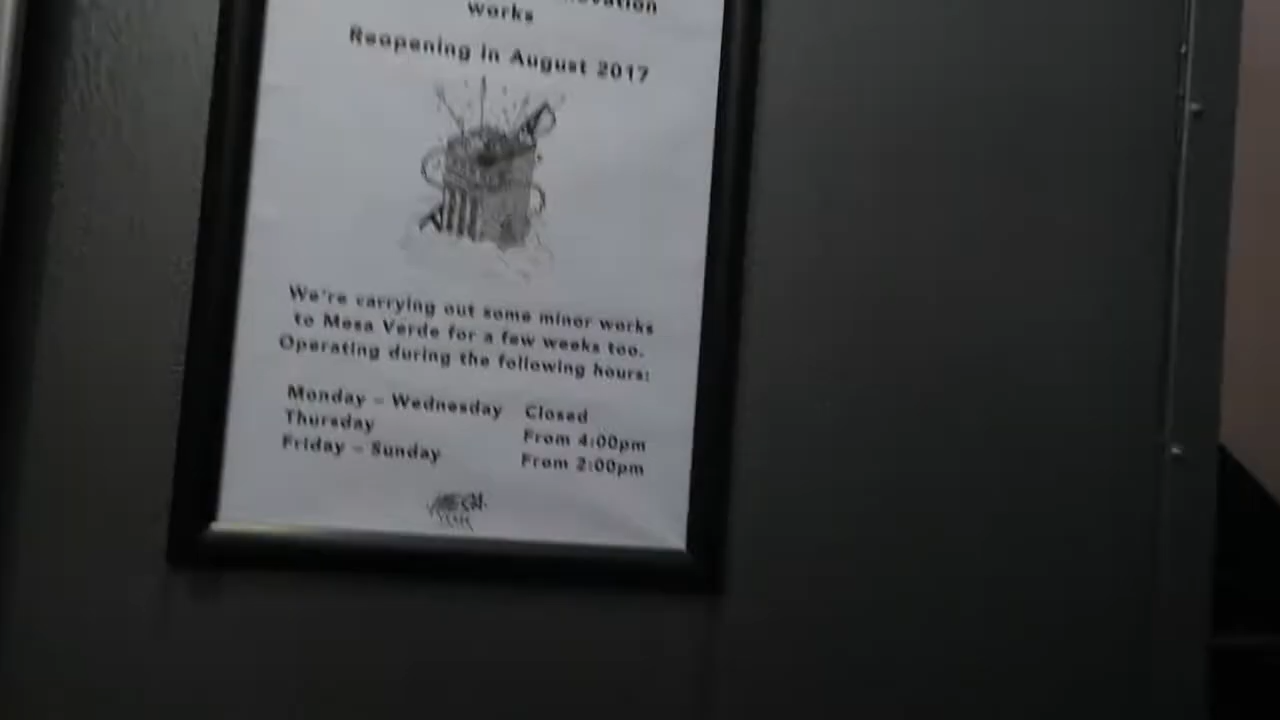 works
Reopening in August 2017
We're carrying out some minor works
to Mesa Verde for a few weeks too.
Operating during the following hours:
Monday – Wednesday Closed
Thursday From 4:00pm
Friday – Sunday From 2:00pm